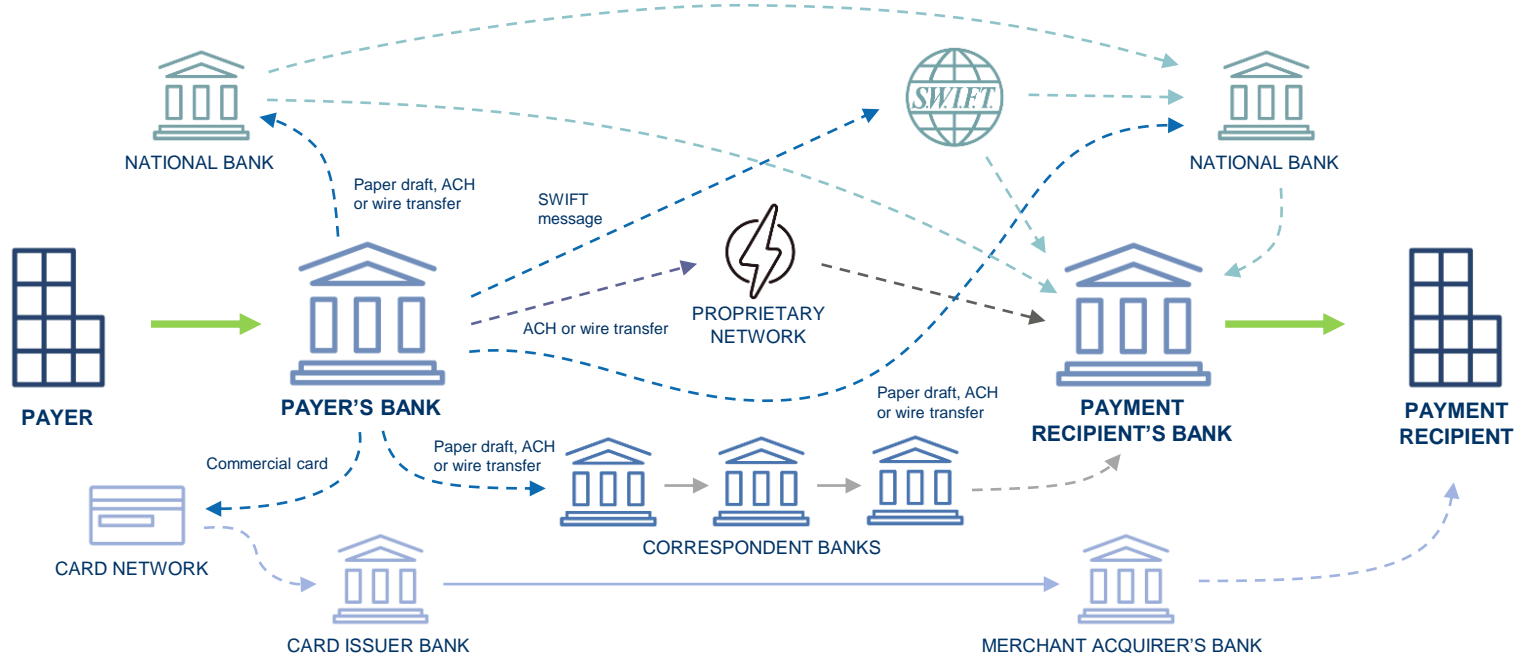 S.W.I.F.T.
NATIONAL BANK
NATIONAL BANK
Paper draft, ACH
or wire transfer
SWIFT
message
PROPRIETARY
NETWORK
ACH or wire transfer
PAYER
PAYER'S BANK
Paper draft, ACH
or wire transfer
PAYMENT
RECIPIENT'S BANK
PAYMENT
RECIPIENT
Commercial card
Paper draft, ACH
or wire transfer
CORRESPONDENT BANKS
CARD NETWORK
CARD ISSUER BANK
MERCHANT ACQUIRER'S BANK